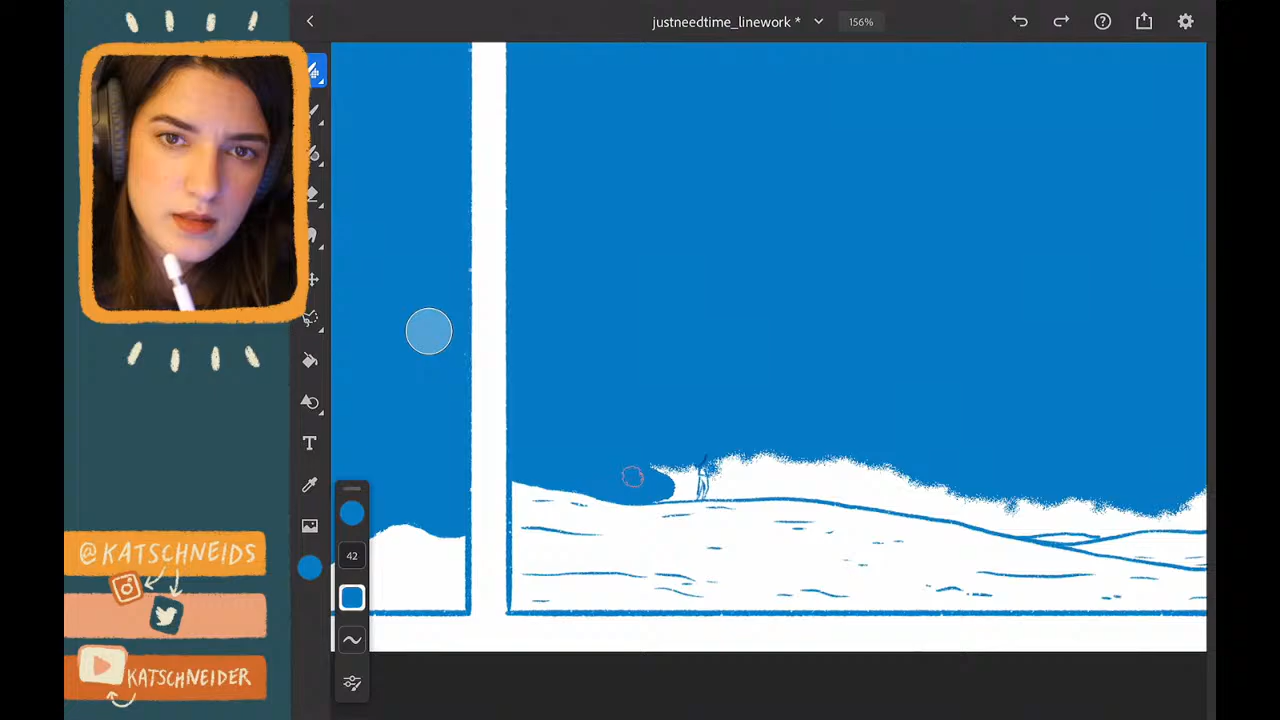 justneedtime_linework *
156%
T
42
@KATSCHNEIDS
KATSCHNEIDER